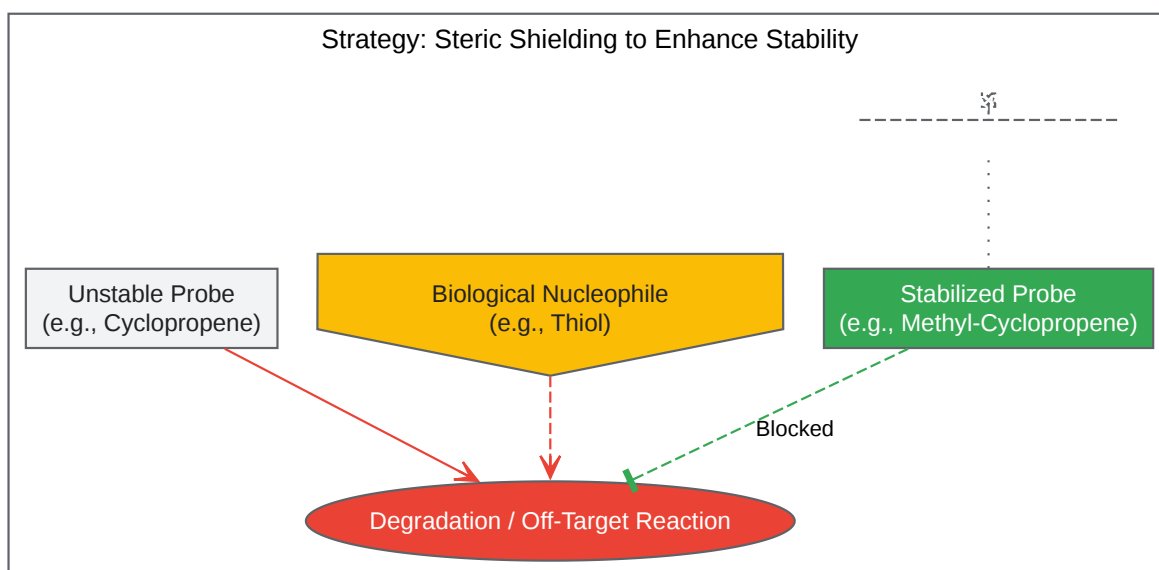 Strategy: Steric Shielding to Enhance Stability
Unstable Probe
(e.g., Cyclopropene)
Biological Nucleophile
(e.g., Thiol)
Stabilized Probe
(e.g., Methyl-Cyclopropene)
Blocked
Degradation / Off-Target Reaction